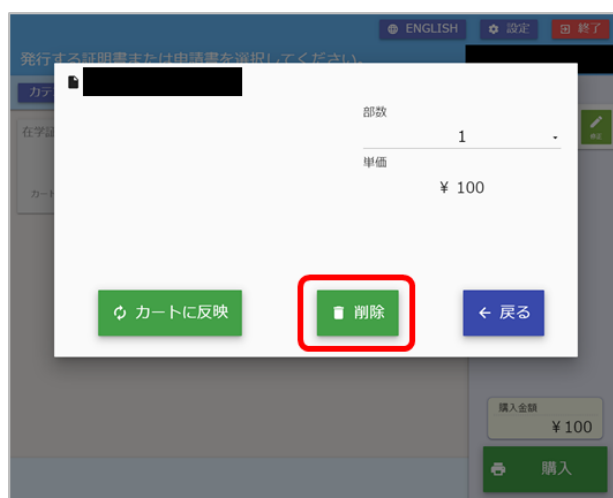 ENGLISH 設定 終了
発行する証明書または申請書を選択してください。
カテ
在学証
カート
部数
1
単価
¥ 100
カートに反映 削除 戻る
購入金額
¥100
購入